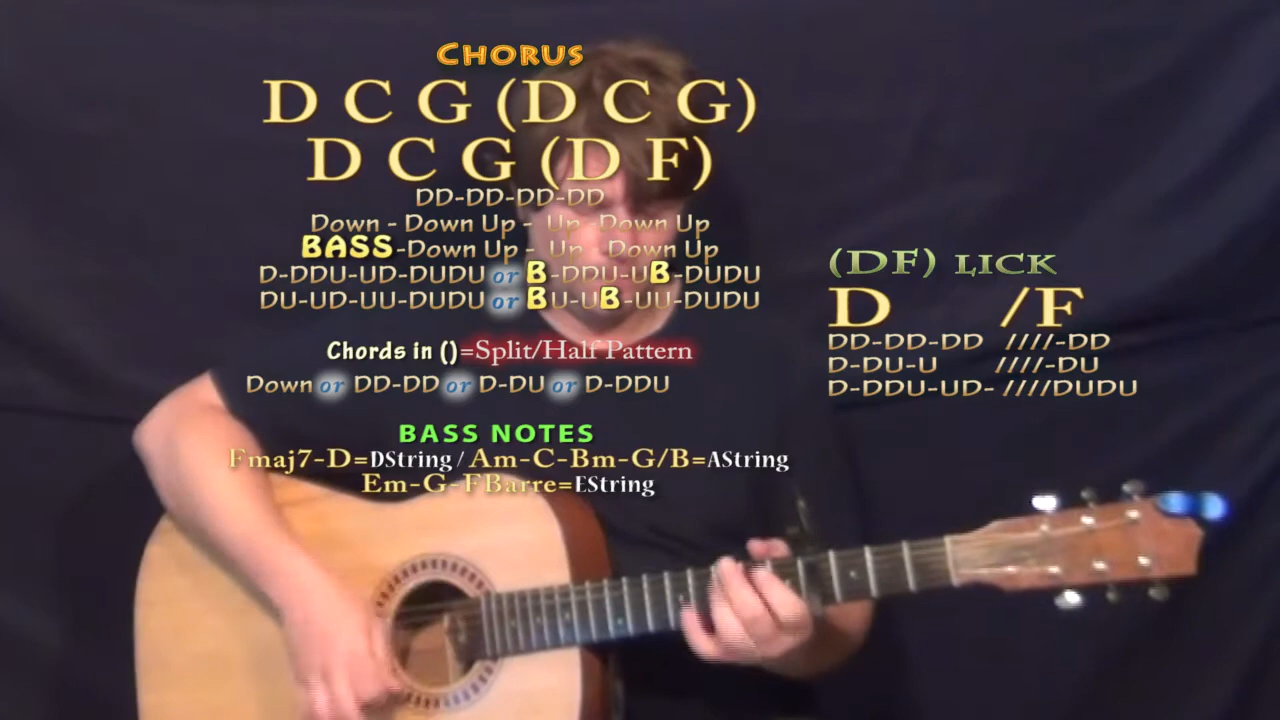 CHORUS
D C G (D C G)
D C G (D F)
DD-DD-DD-DD
Down - Down Up - Up -Down Up
BASS-Down Up - Up - Down Up
D-DDU-UD-DUDU or B-DDU-UB-DUDU
DU-UD-UU-DUDU or BU-UB-UU-DUDU
Chords in ()=Split/Half Pattern
Down or DD-DD or D-DU or D-DDU
BASS NOTES
Fmaj7-D=DString / Am-C-Bm-G/B=AString
Em-G-FBarre=EString
(DF) LICK
D /F
DD-DD-DD ////-DD
D-DU-U ////-DU
D-DDU-UD- ////DUDU